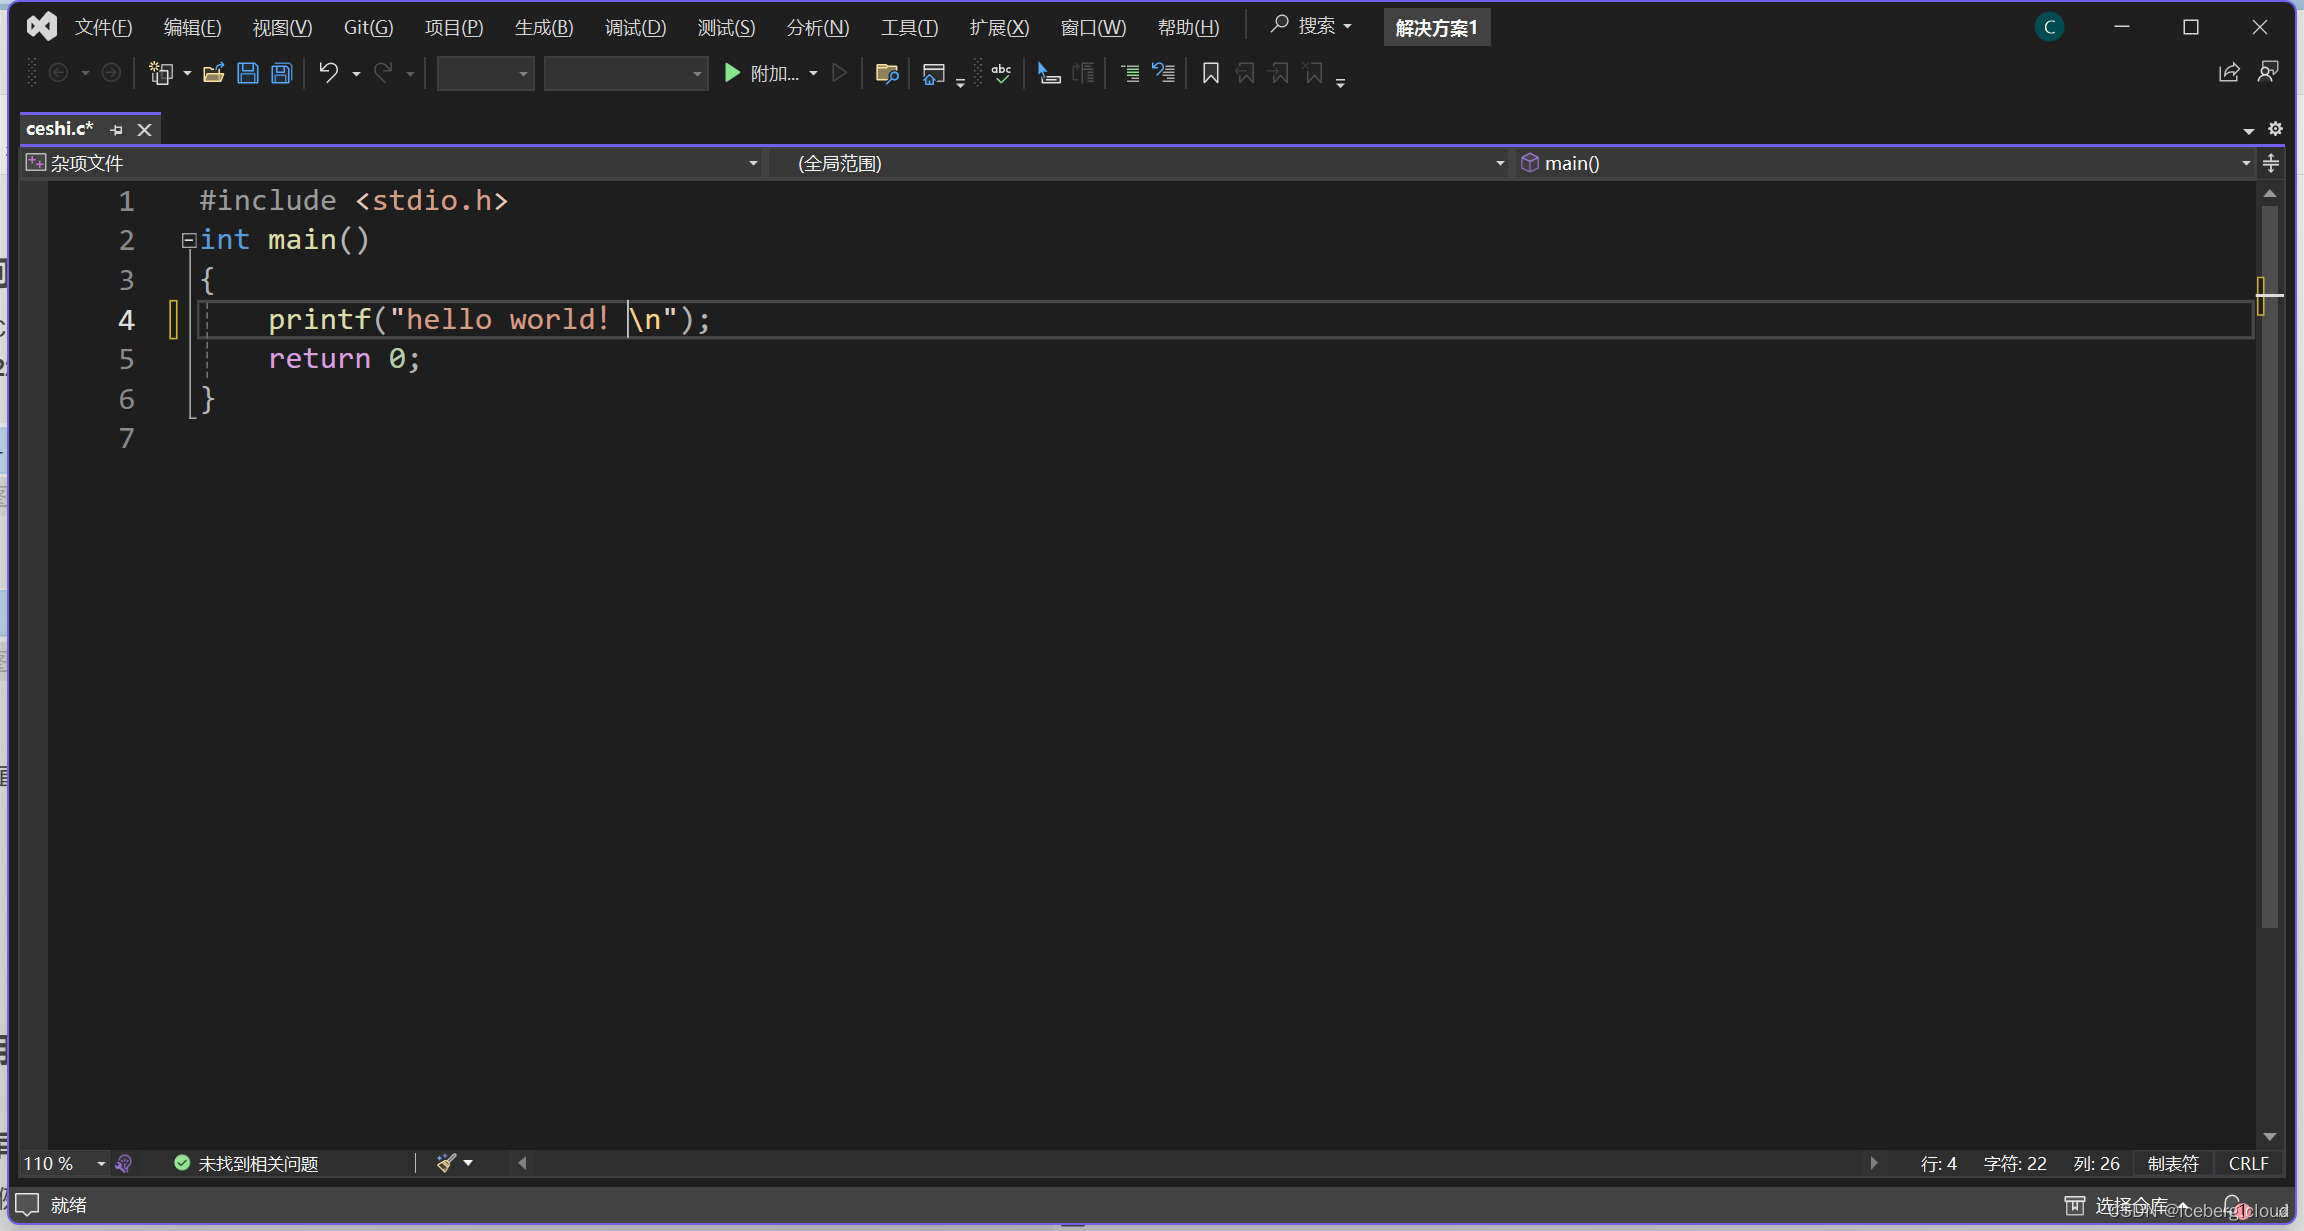 文件(F) 编辑(E) 视图(V) Git(G) 项目(P) 生成(B) 调试(D) 测试(S) 分析(N) 工具(T) 扩展(X) 窗口(W) 帮助(H) 搜索 解决方案1 C
附加... abc
ceshi.c*
杂项文件 (全局范围) main()
1 #include <stdio.h>
2 int main()
3 {
4 printf("hello world! \n");
5 return 0;
6 }
7
110 % 未找到相关问题 行: 4 字符: 22 列: 26 制表符 CRLF
就绪 选择仓库
CSDN @Iceberg_cloud